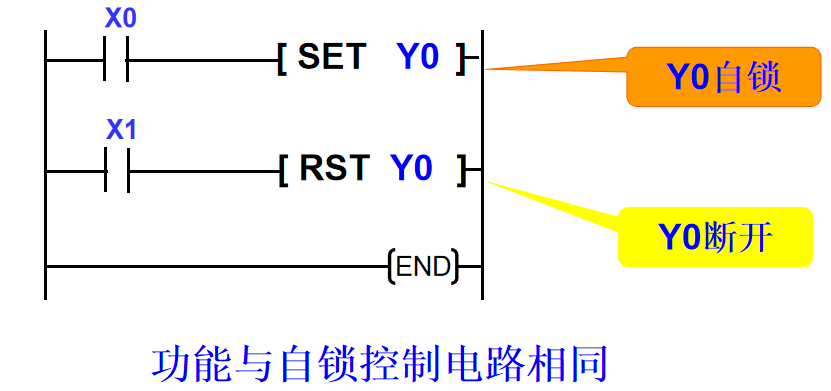 X0
[ SET Y0 ]
Y0自锁
X1
[ RST Y0 ]
Y0断开
END
功能与自锁控制电路相同